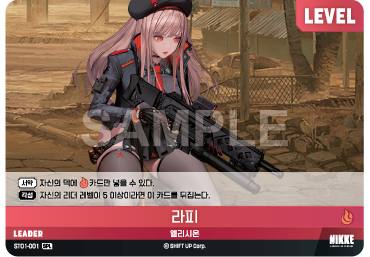 LEVEL
SAMPLE
서약 자신의 덱에 카드만 넣을 수 있다.
각성 자신의 리더 레벨이 5 이상이라면 이 카드를 뒤집는다.
라피
LEADER
엘리시온
ST01-001 SPL
© SHIFT UP Corp.
NIKKE